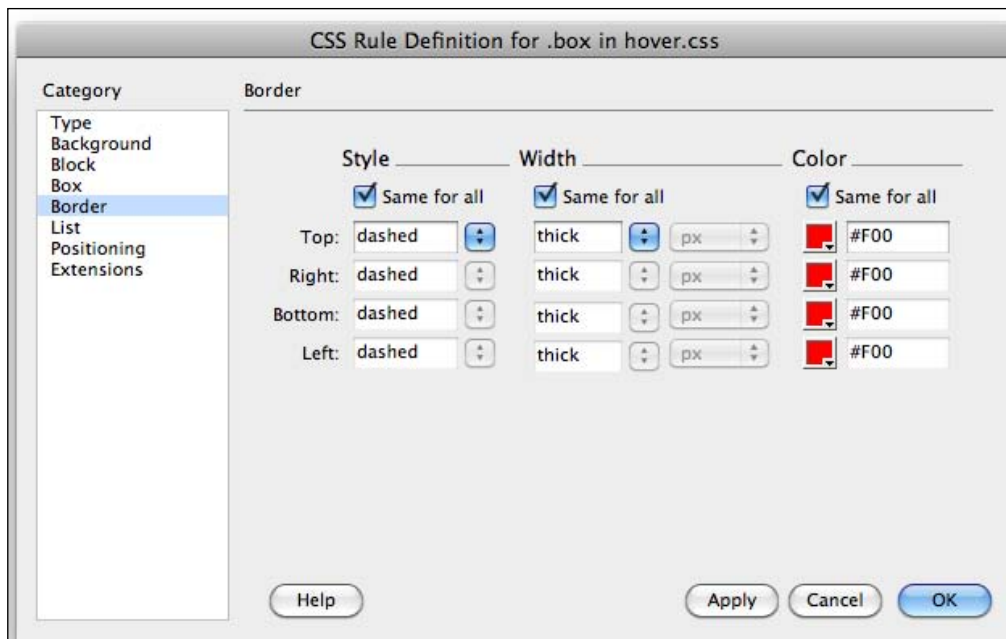 CSS Rule Definition for .box in hover.css
Category
Type
Background
Block
Box
Border
List
Positioning
Extensions
Border
Style Width Color
Same for all Same for all Same for all
Top: dashed thick px #F00
Right: dashed thick px #F00
Bottom: dashed thick px #F00
Left: dashed thick px #F00
Help Apply Cancel OK